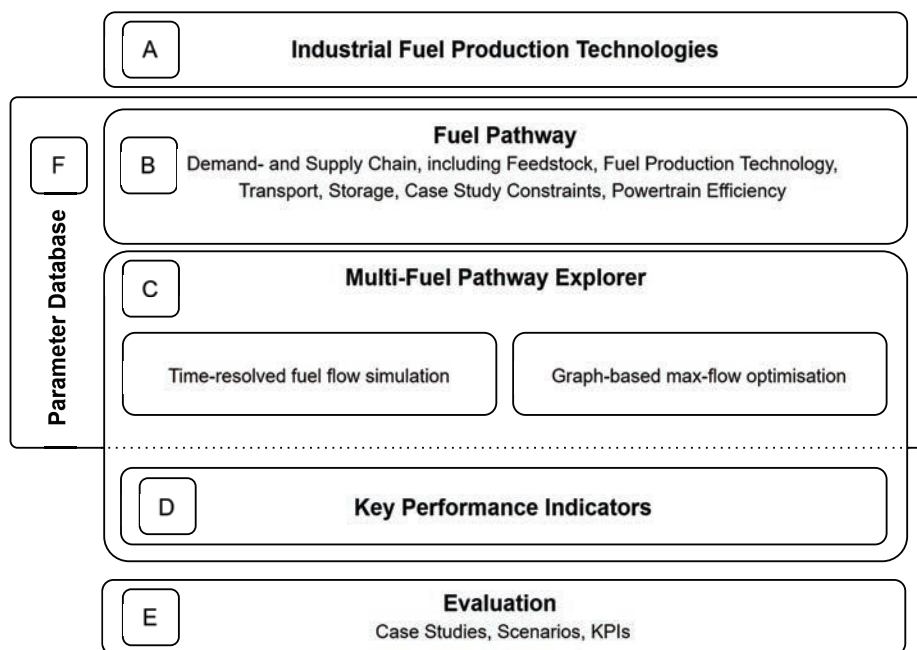 A
Industrial Fuel Production Technologies
F
Parameter Database
B
Fuel Pathway
Demand- and Supply Chain, including Feedstock, Fuel Production Technology,
Transport, Storage, Case Study Constraints, Powertrain Efficiency
C
Multi-Fuel Pathway Explorer
Time-resolved fuel flow simulation
Graph-based max-flow optimisation
D
Key Performance Indicators
E
Evaluation
Case Studies, Scenarios, KPIs